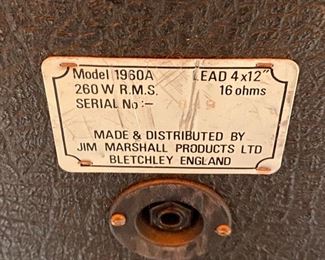 Model 1960A LEAD 4x12"
260 W R.M.S. 16 ohms
SERIAL No:-
MADE & DISTRIBUTED BY
JIM MARSHALL PRODUCTS LTD
BLETCHLEY ENGLAND